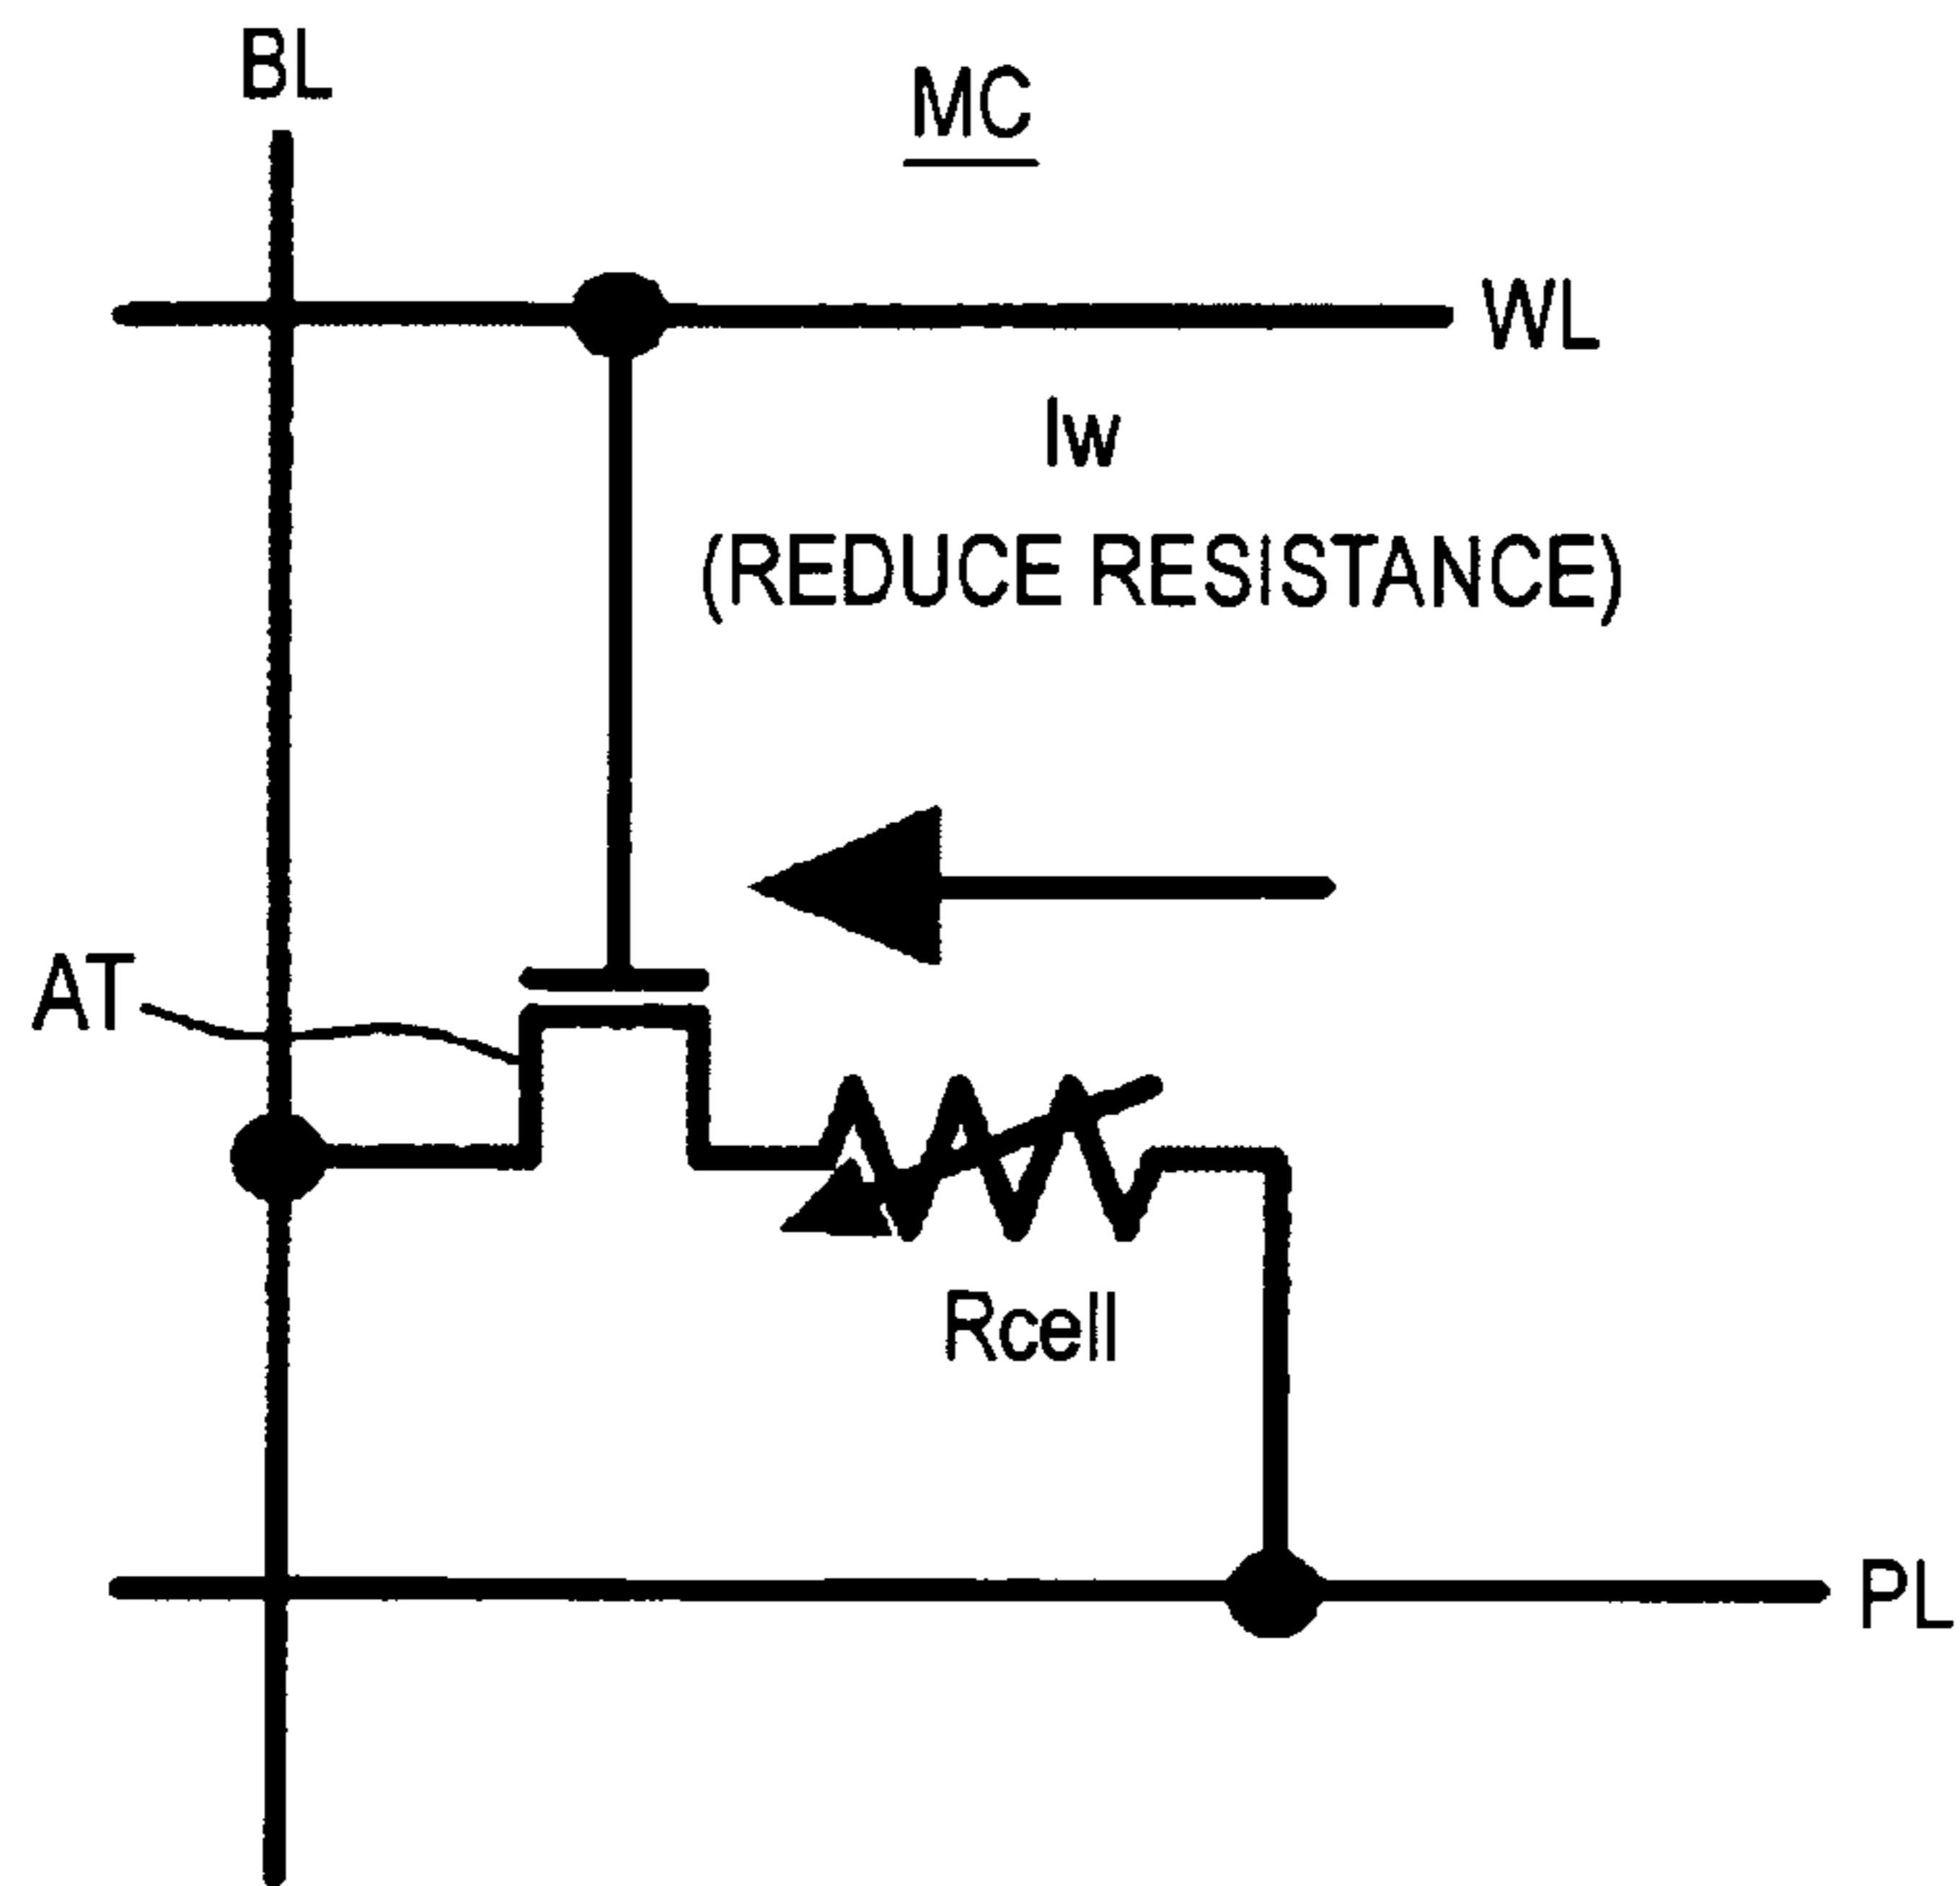 BL
MC
WL
Iw
(REDUCE RESISTANCE)
AT
Rcell
PL